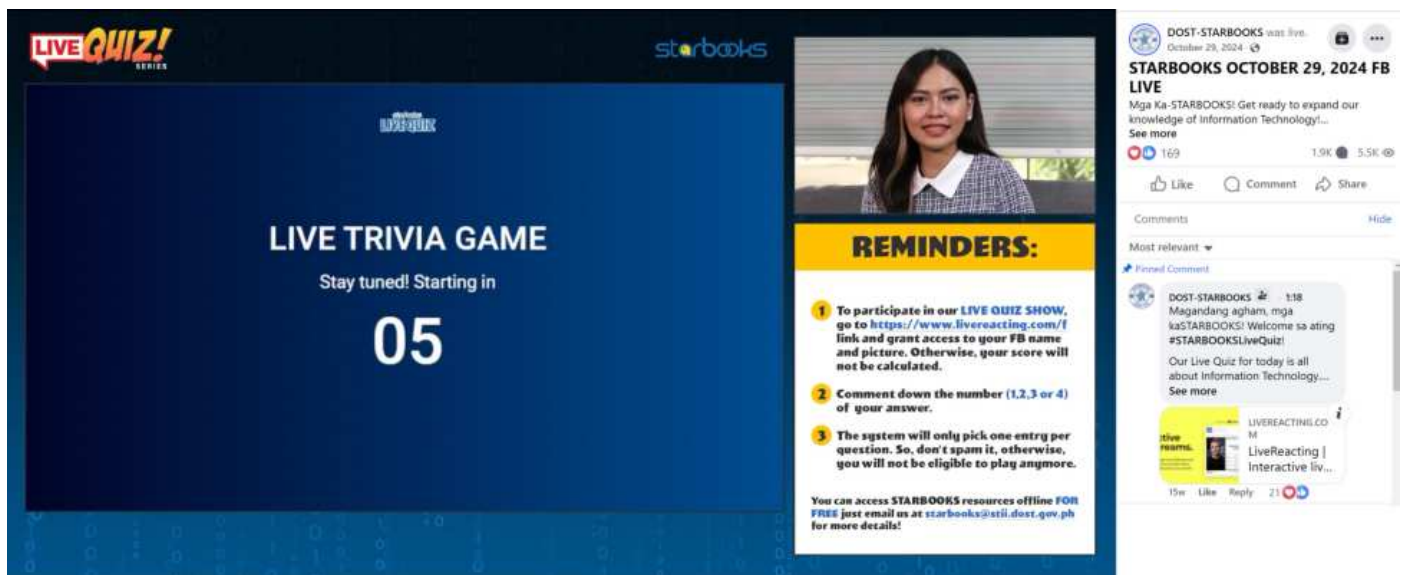 LIVE QUIZ!
SERIES
starbooks
LIVE QUIZ
LIVE TRIVIA GAME
Stay tuned! Starting in
05
REMINDERS:
1 To participate in our LIVE QUIZ SHOW,
go to https://www.livereacting.com/f
link and grant access to your FB name
and picture. Otherwise, your score will
not be calculated.
2 Comment down the number (1,2,3 or 4)
of your answer.
3 The system will only pick one entry per
question. So, don't spam it, otherwise,
you will not be eligible to play anymore.
You can access STARBOOKS resources offline FOR
FREE just email us at starbooks@stii.dost.gov.ph
for more details!
DOST-STARBOOKS was live.
October 29, 2024
STARBOOKS OCTOBER 29, 2024 FB
LIVE
Mga Ka-STARBOOKS! Get ready to expand our
knowledge of Information Technology!...
See more
169 1.9K 5.5K
Like Comment Share
Comments Hide
Most relevant
Pinned Comment
DOST-STARBOOKS 1:18
Magandang agham, mga
kaSTARBOOKS! Welcome sa ating
#STARBOOKSLiveQuiz!
Our Live Quiz for today is all
about Information Technology....
See more
LIVEREACTING.CO
M
LiveReacting |
Interactive liv...
15w Like Reply 21